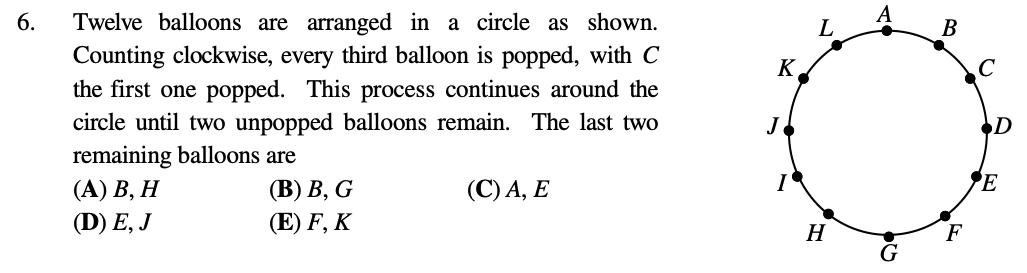 6. Twelve balloons are arranged in a circle as shown.
Counting clockwise, every third balloon is popped, with C
the first one popped. This process continues around the
circle until two unpopped balloons remain. The last two
remaining balloons are
(A) B, H (B) B, G (C) A, E
(D) E, J (E) F, K
A
L
B
K
C
J
D
I
E
H
F
G